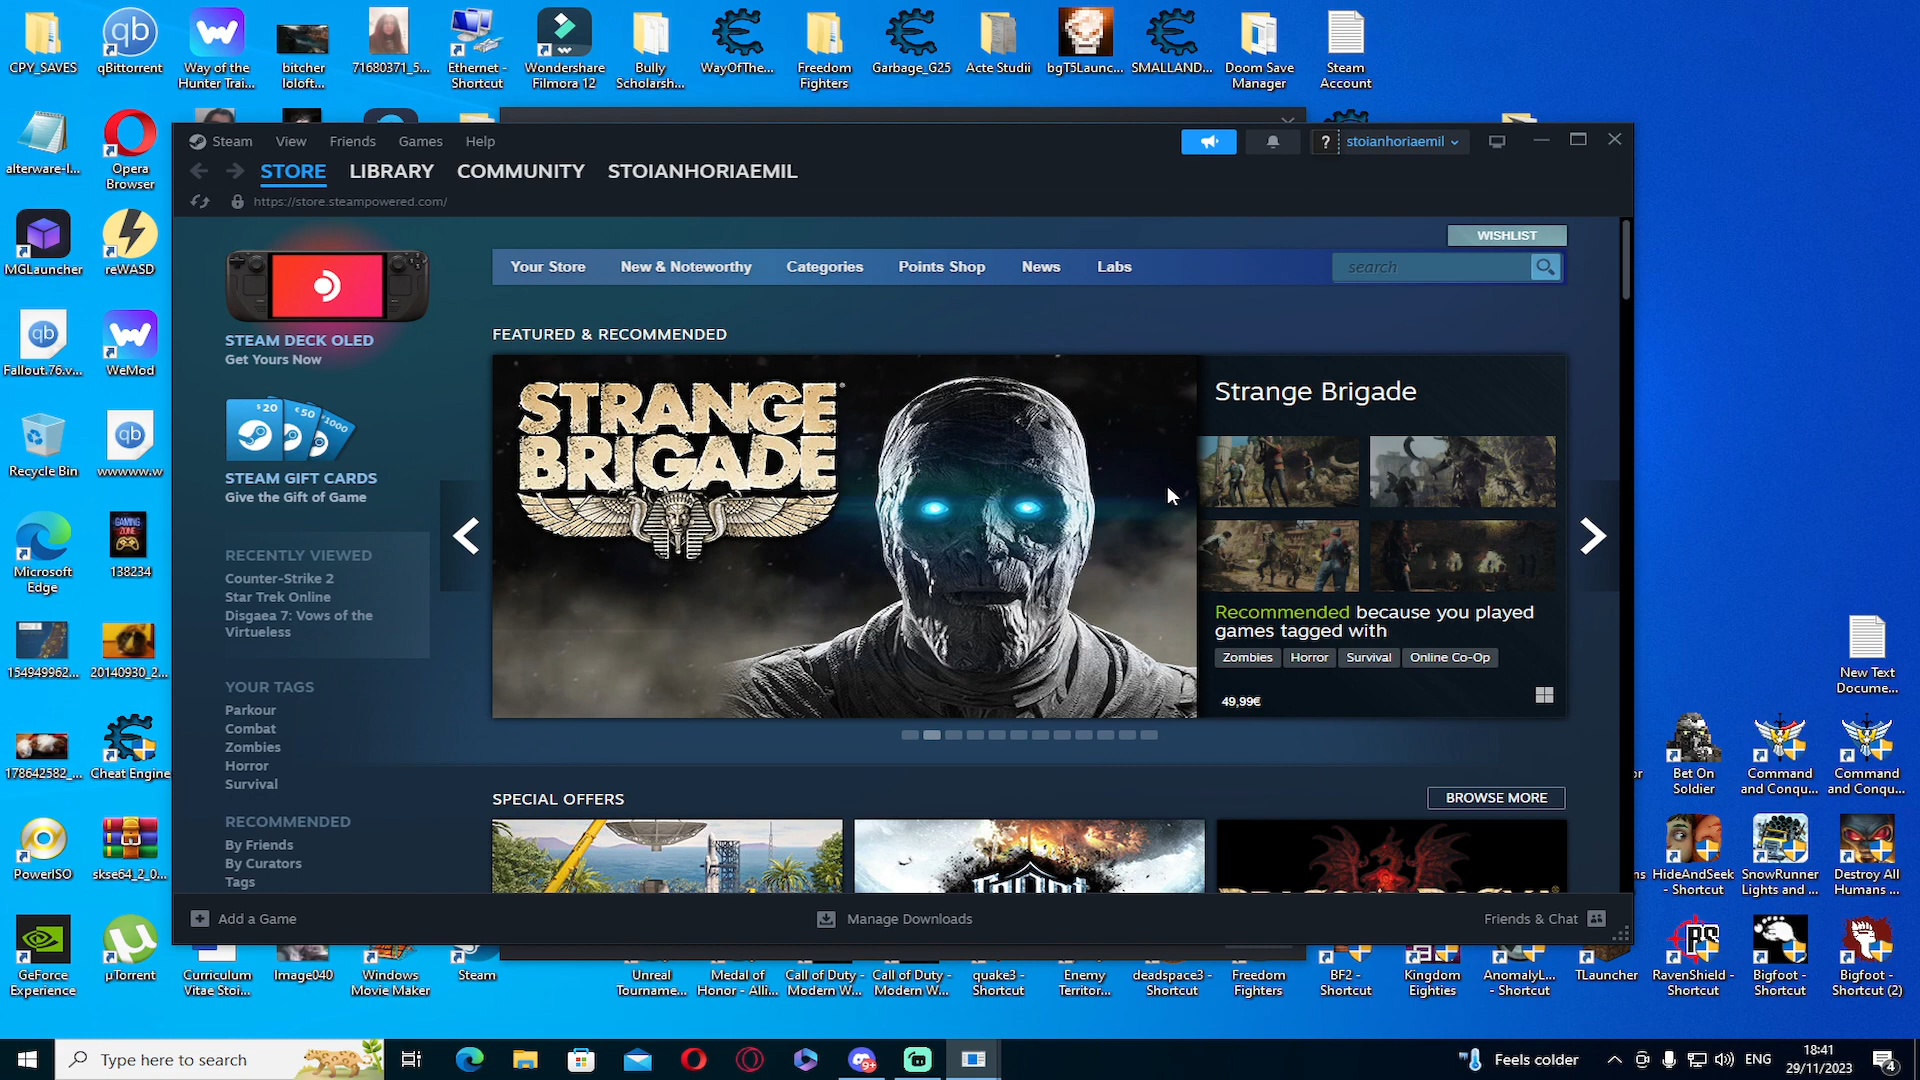 CPY_SAVES
qBittorrent
Way of the
Hunter Trai...
bitcher
loloft...
71680371_5...
Ethernet -
Shortcut
Wondershare
Filmora 12
Bully
Scholarsh...
WayOfThe...
Freedom
Fighters
Garbage_G25
Acte Studii
bgT5Launc...
SMALLAND...
Doom Save
Manager
Steam
Account
alterware-l...
Opera
Browser
MGLauncher
reWASD
Fallout.76.v...
WeMod
Recycle Bin
wwwww.w
Microsoft
Edge
GAMING
ZONE
138234
154949962...
20140930_2...
178642582_...
Cheat Engine
PowerISO
skse64_2_0...
GeForce
Experience
µTorrent
Curriculum
Vitae Stoi...
Image040
Windows
Movie Maker
Steam
Steam
View
Friends
Games
Help
?
stoianhoriaemil
STORE
LIBRARY
COMMUNITY
STOIANHORIAEMIL
https://store.steampowered.com/
WISHLIST
Your Store
New & Noteworthy
Categories
Points Shop
News
Labs
search
STEAM DECK OLED
Get Yours Now
$20
€50
$1000
STEAM GIFT CARDS
Give the Gift of Game
RECENTLY VIEWED
Counter-Strike 2
Star Trek Online
Disgaea 7: Vows of the
Virtueless
YOUR TAGS
Parkour
Combat
Zombies
Horror
Survival
RECOMMENDED
By Friends
By Curators
Tags
FEATURED & RECOMMENDED
STRANGE
BRIGADE
Strange Brigade
Recommended because you played
games tagged with
Zombies
Horror
Survival
Online Co-Op
49,99€
SPECIAL OFFERS
BROWSE MORE
Add a Game
Manage Downloads
Friends & Chat
New Text
Docume...
Bet On
Soldier
Command
and Conqu...
Command
and Conqu...
HideAndSeek
- Shortcut
SnowRunner
Lights and ...
Destroy All
Humans ...
Unreal
Tourname...
Medal of
Honor - Alli...
Call of Duty -
Modern W...
Call of Duty -
Modern W...
quake3 -
Shortcut
Enemy
Territor...
deadspace3 -
Shortcut
Freedom
Fighters
BF2 -
Shortcut
Kingdom
Eighties
AnomalyL...
- Shortcut
TLauncher
RavenShield -
Shortcut
Bigfoot -
Shortcut
Bigfoot -
Shortcut (2)
Type here to search
Feels colder
ENG
18:41
29/11/2023
4